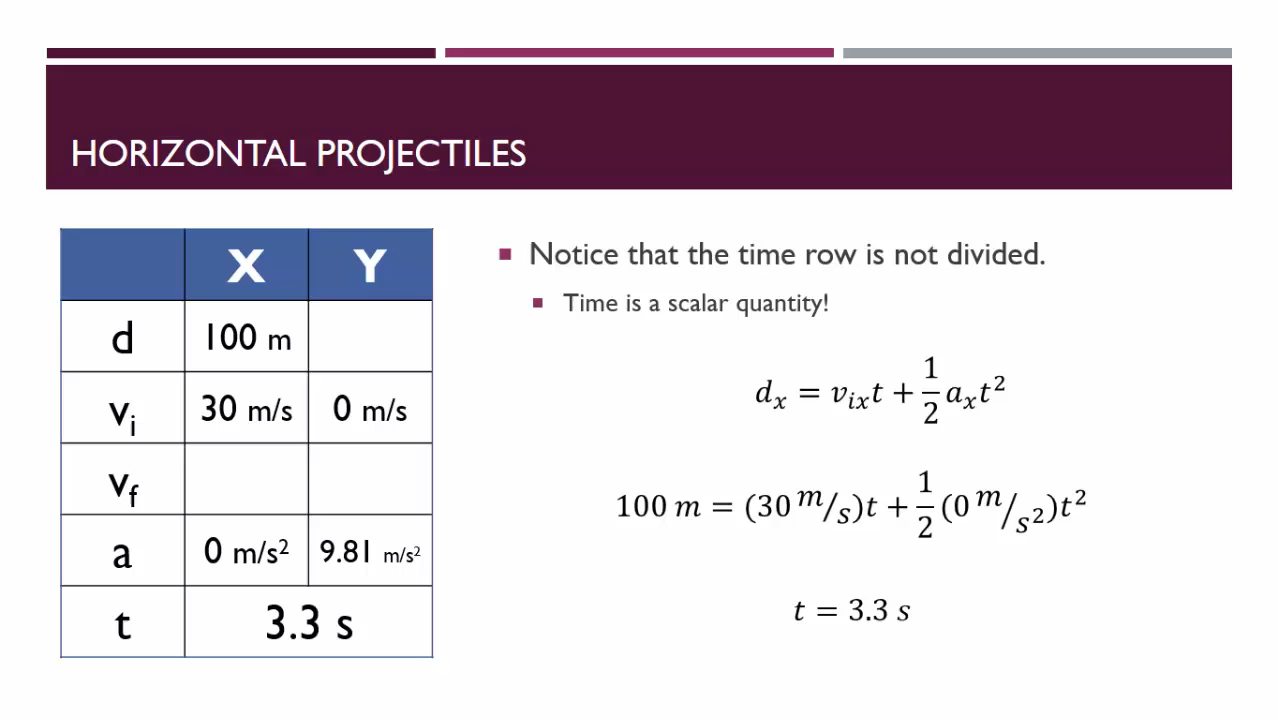 HORIZONTAL PROJECTILES
X Y
d 100 m
vᵢ 30 m/s 0 m/s
v_f
a 0 m/s² 9.81 m/s²
t 3.3 s
Notice that the time row is not divided.
Time is a scalar quantity!
dₓ = vᵢₓt + 1/2 aₓt²
100 m = (30 m/s)t + 1/2 (0 m/s²)t²
t = 3.3 s